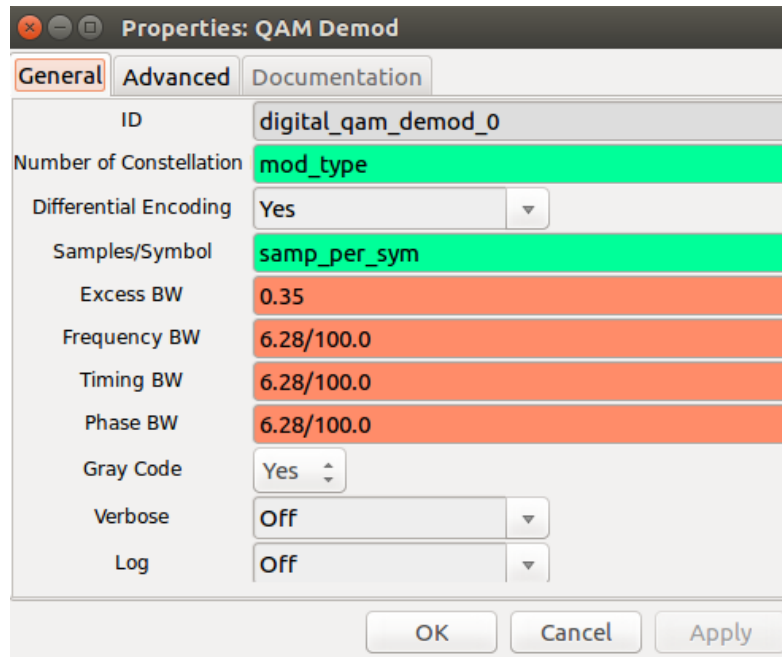 Properties: QAM Demod
General Advanced Documentation
ID digital_qam_demod_0
Number of Constellation mod_type
Differential Encoding Yes
Samples/Symbol samp_per_sym
Excess BW 0.35
Frequency BW 6.28/100.0
Timing BW 6.28/100.0
Phase BW 6.28/100.0
Gray Code Yes
Verbose Off
Log Off
OK Cancel Apply